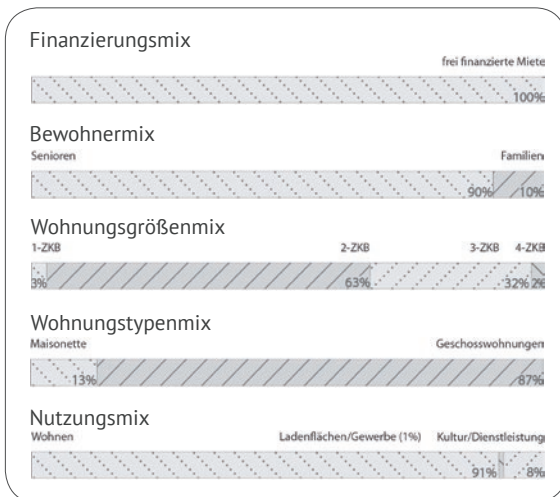 Finanzierungsmix
frei finanzierte Miete
100%
Bewohnermix
Senioren Familien
90% 10%
Wohnungsgrößenmix
1-ZKB 2-ZKB 3-ZKB 4-ZKB
3% 63% 32% 2%
Wohnungstypenmix
Maisonette Geschosswohnungen
13% 87%
Nutzungsmix
Wohnen Ladenflächen/Gewerbe (1%) Kultur/Dienstleistung
91% 8%